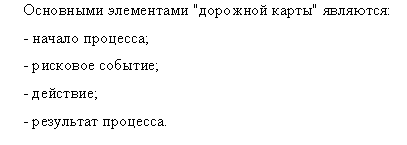 Основными элементами "дорожной карты" являются:
- начало процесса;
- рисковое событие;
- действие;
- результат процесса.